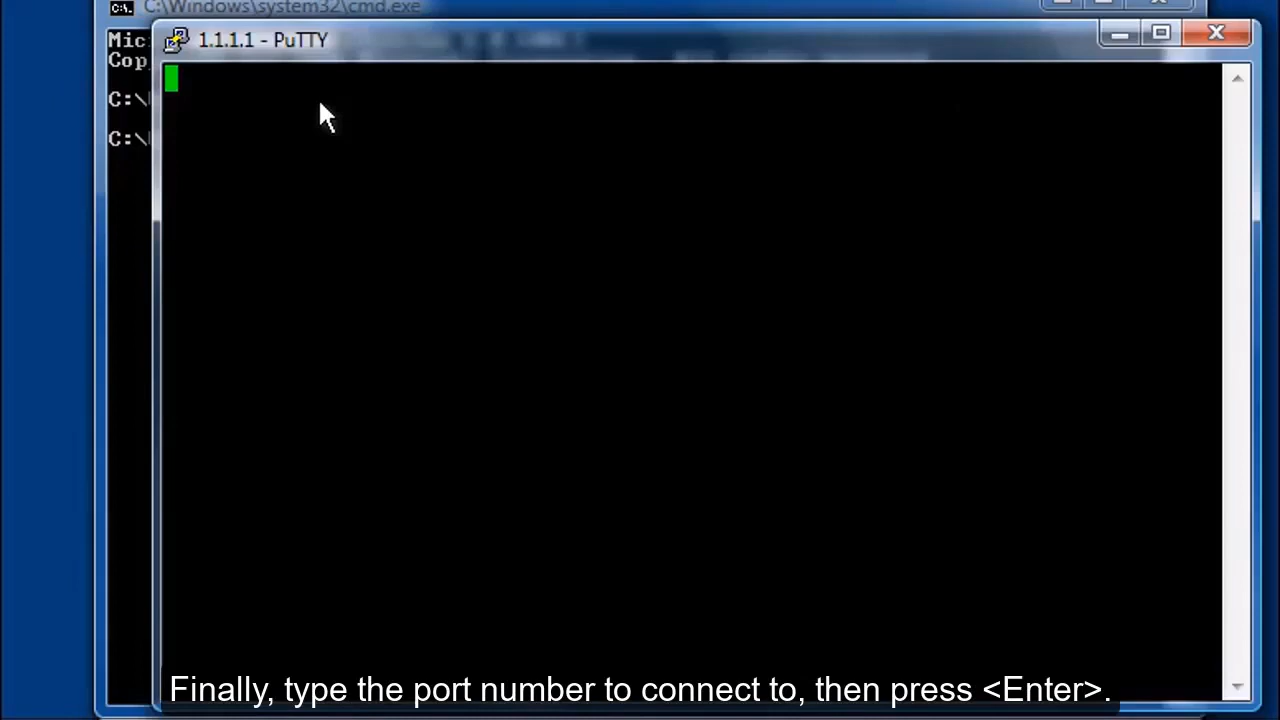 C:\Windows\system32\cmd.exe
1.1.1.1 - PuTTY
Mic
Cop
C:\
C:\
Finally, type the port number to connect to, then press <Enter>.